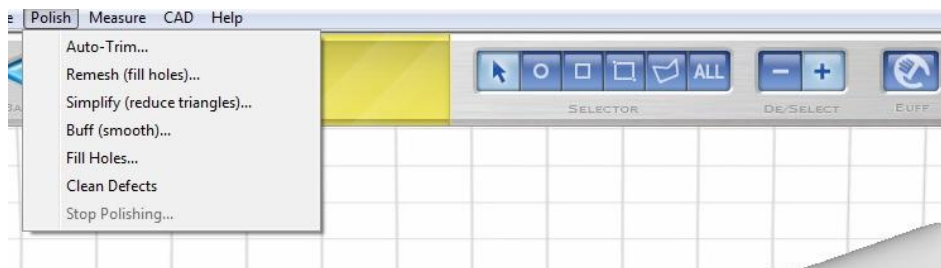 e Polish Measure CAD Help
Auto-Trim...
Remesh (fill holes)...
Simplify (reduce triangles)...
Buff (smooth)...
Fill Holes...
Clean Defects
Stop Polishing...
ALL
BA
SELECTOR DE/SELECT BUFF